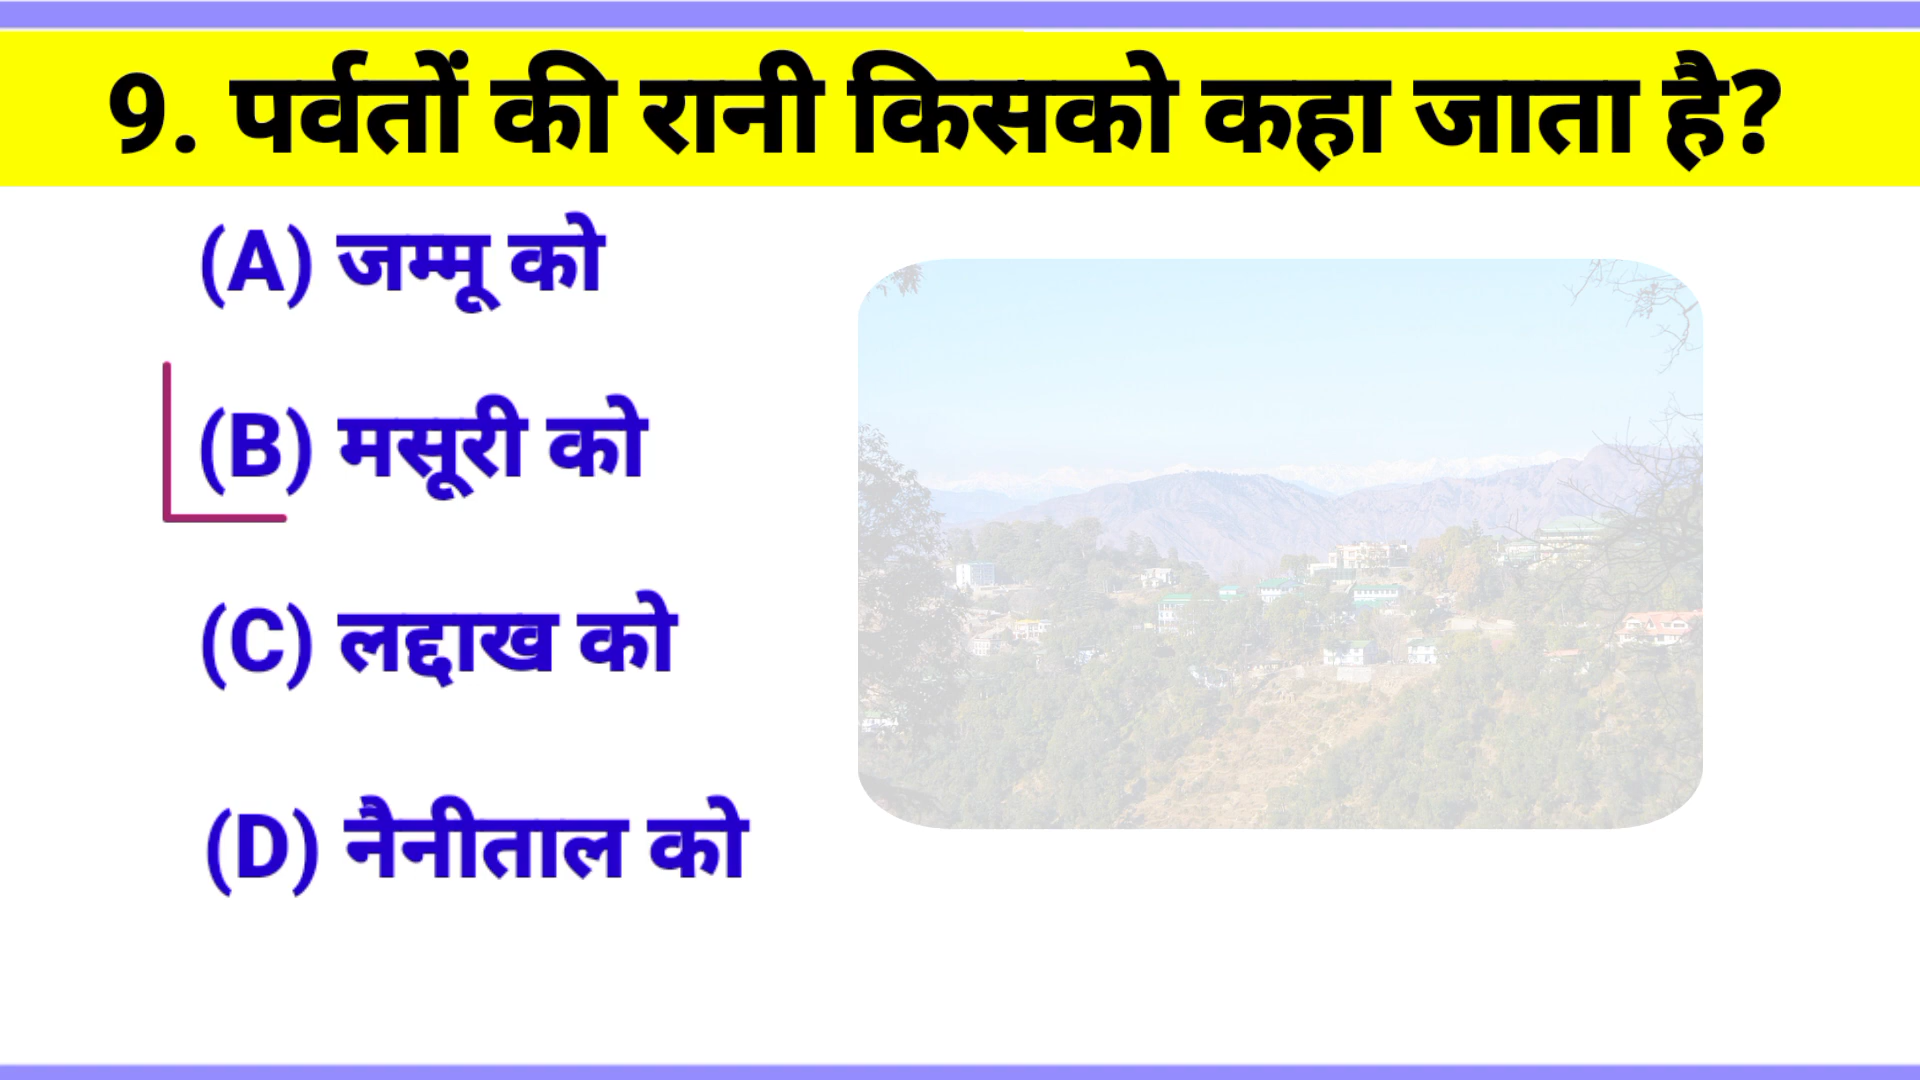 9. पर्वतों की रानी किसको कहा जाता है?
(A) जम्मू को
(B) मसूरी को
(C) लद्दाख को
(D) नैनीताल को